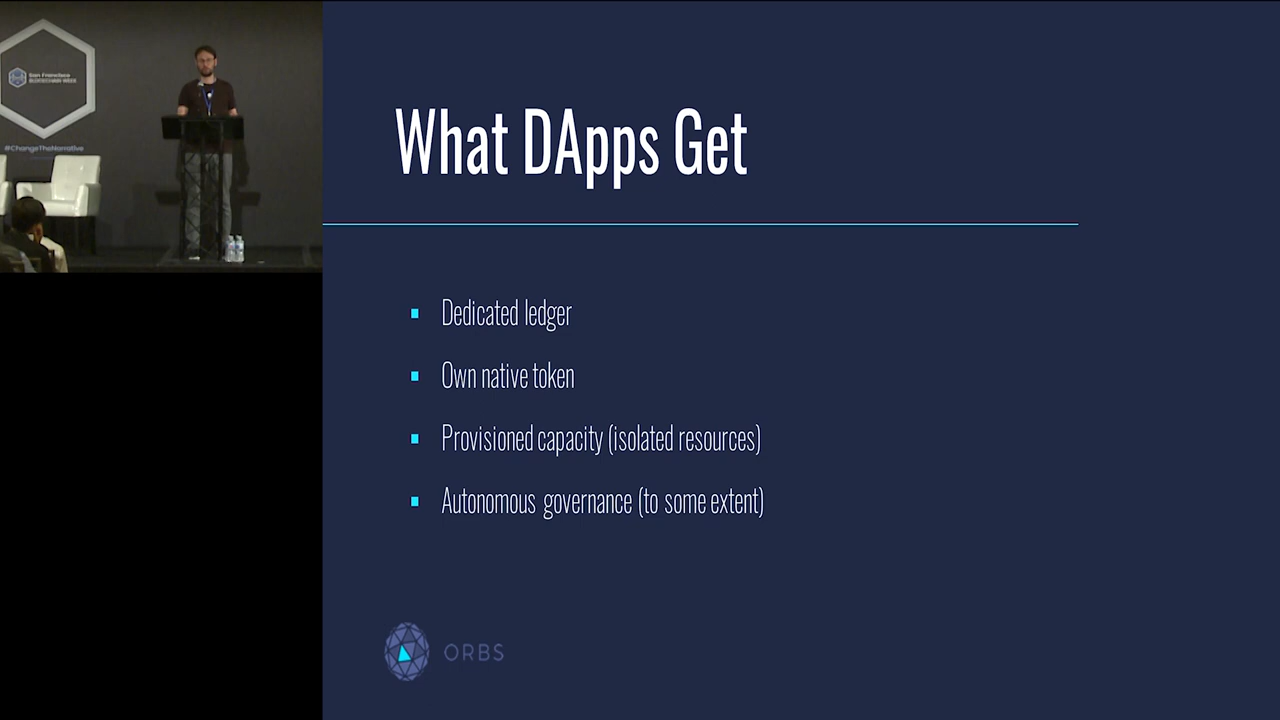 San Francisco
BLOCKCHAIN WEEK
#ChangeTheNarrative
What DApps Get
Dedicated ledger
Own native token
Provisioned capacity (isolated resources)
Autonomous governance (to some extent)
ORBS